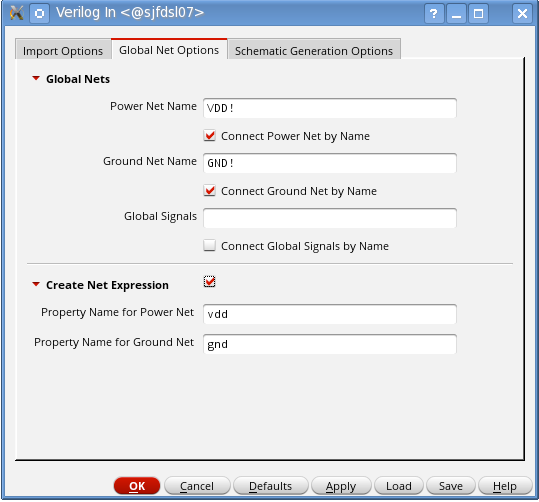 Verilog In <@sjfdsl07>
Import Options Global Net Options Schematic Generation Options
Global Nets
Power Net Name VDD!
Connect Power Net by Name
Ground Net Name GND!
Connect Ground Net by Name
Global Signals
Connect Global Signals by Name
Create Net Expression
Property Name for Power Net vdd
Property Name for Ground Net gnd
OK Cancel Defaults Apply Load Save Help